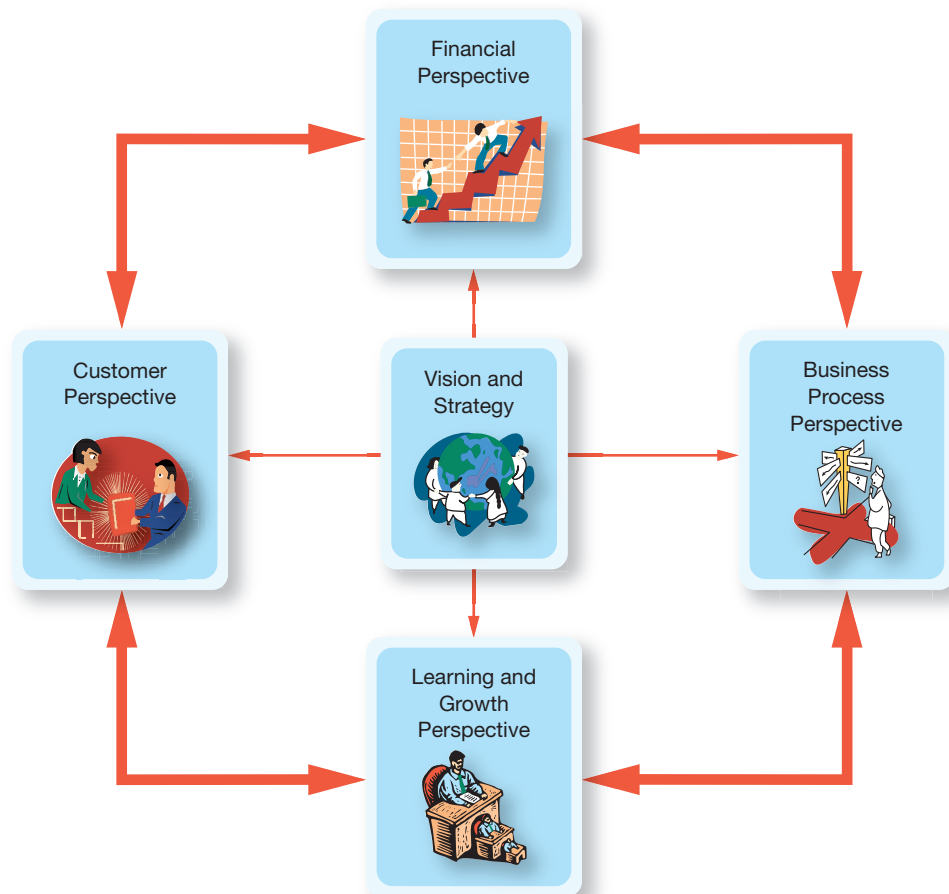 Financial
Perspective
Customer
Perspective
Vision and
Strategy
Business
Process
Perspective
?
Learning and
Growth
Perspective